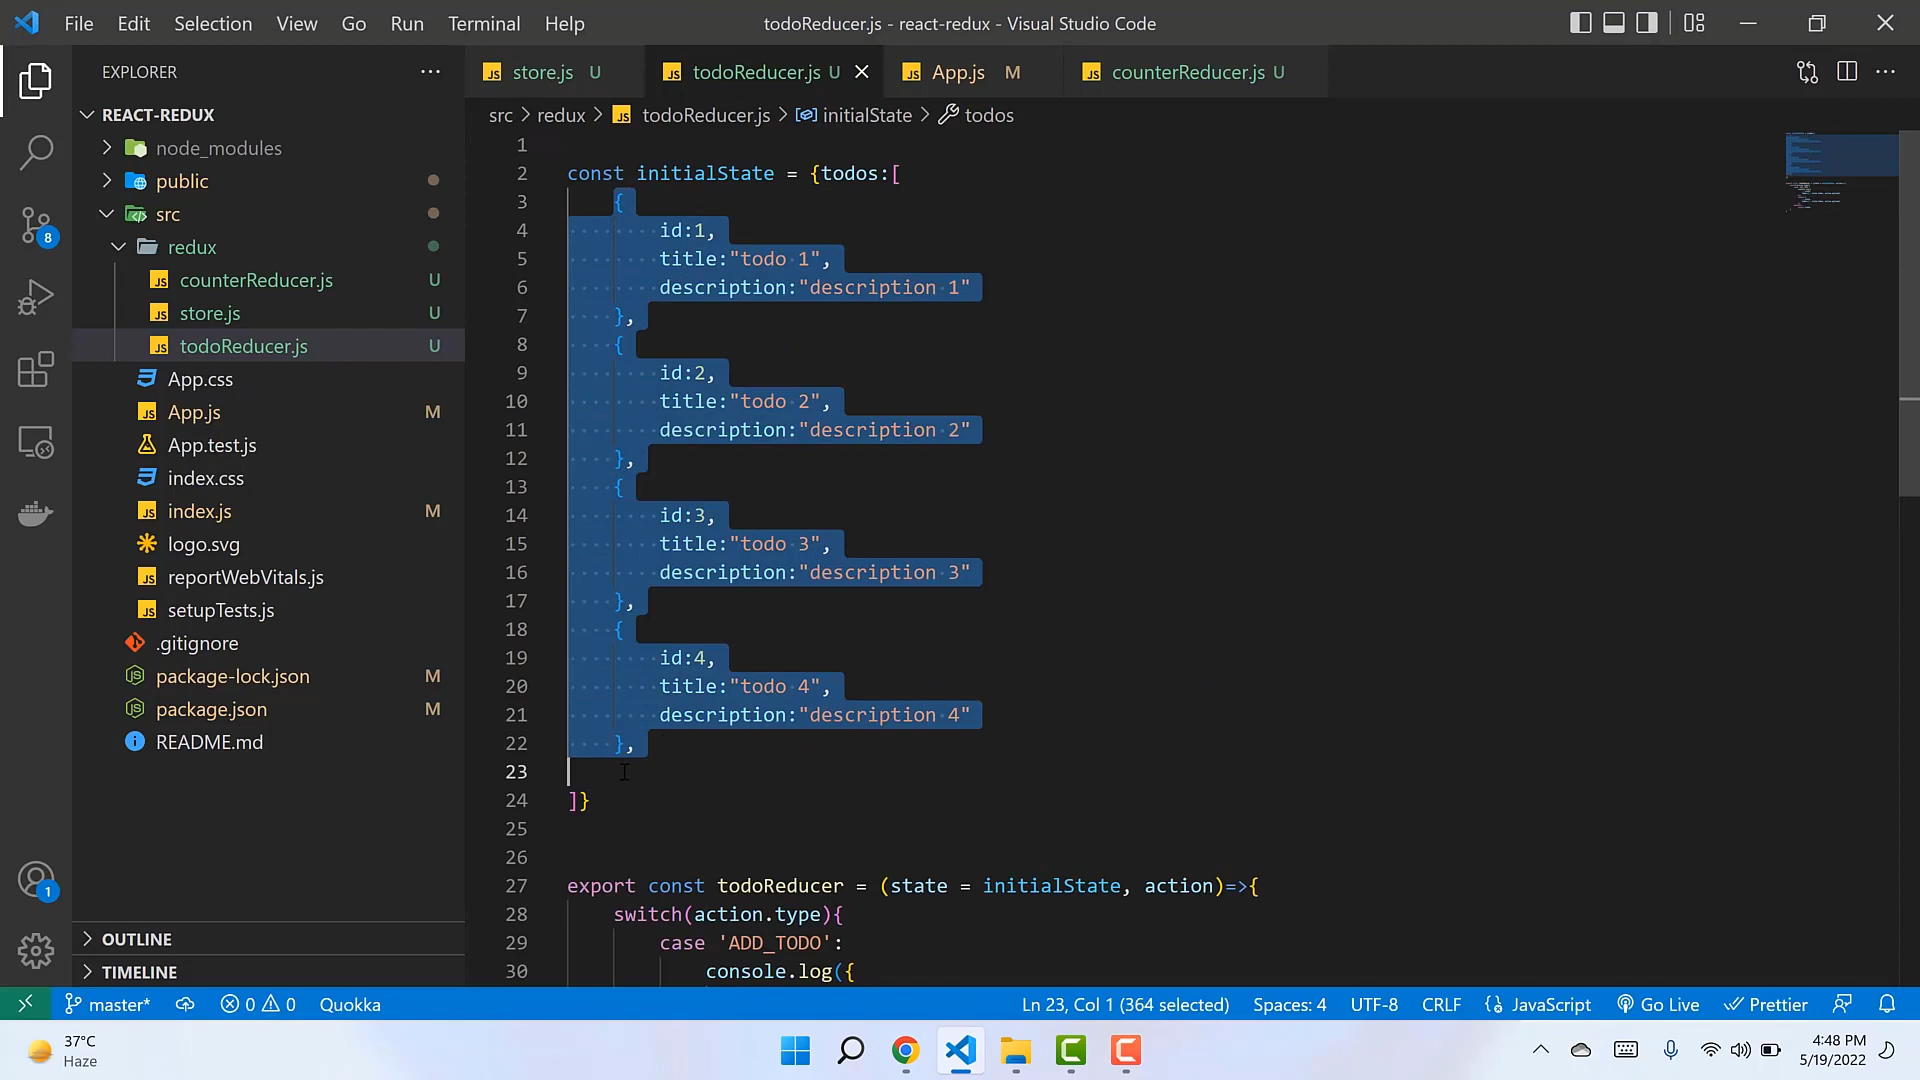 File Edit Selection View Go Run Terminal Help
todoReducer.js - react-redux - Visual Studio Code
EXPLORER
REACT-REDUX
node_modules
public
src
redux
counterReducer.js U
store.js U
todoReducer.js U
App.css
App.js M
App.test.js
index.css
index.js M
logo.svg
reportWebVitals.js
setupTests.js
.gitignore
package-lock.json M
package.json M
README.md
OUTLINE
TIMELINE
8
1
JS store.js U
JS todoReducer.js U
JS App.js M
JS counterReducer.js U
src > redux > JS todoReducer.js > initialState > todos
1
2 const initialState = {todos:[
3 {
4 id:1,
5 title:"todo 1",
6 description:"description 1"
7 },
8 {
9 id:2,
10 title:"todo 2",
11 description:"description 2"
12 },
13 {
14 id:3,
15 title:"todo 3",
16 description:"description 3"
17 },
18 {
19 id:4,
20 title:"todo 4",
21 description:"description 4"
22 },
23
24 ]}
25
26
27 export const todoReducer = (state = initialState, action)=>{
28 switch(action.type){
29 case 'ADD_TODO':
30 console.log({
master* 0 0 Quokka
Ln 23, Col 1 (364 selected) Spaces: 4 UTF-8 CRLF JavaScript Go Live Prettier
37°C
Haze
4:48 PM
5/19/2022